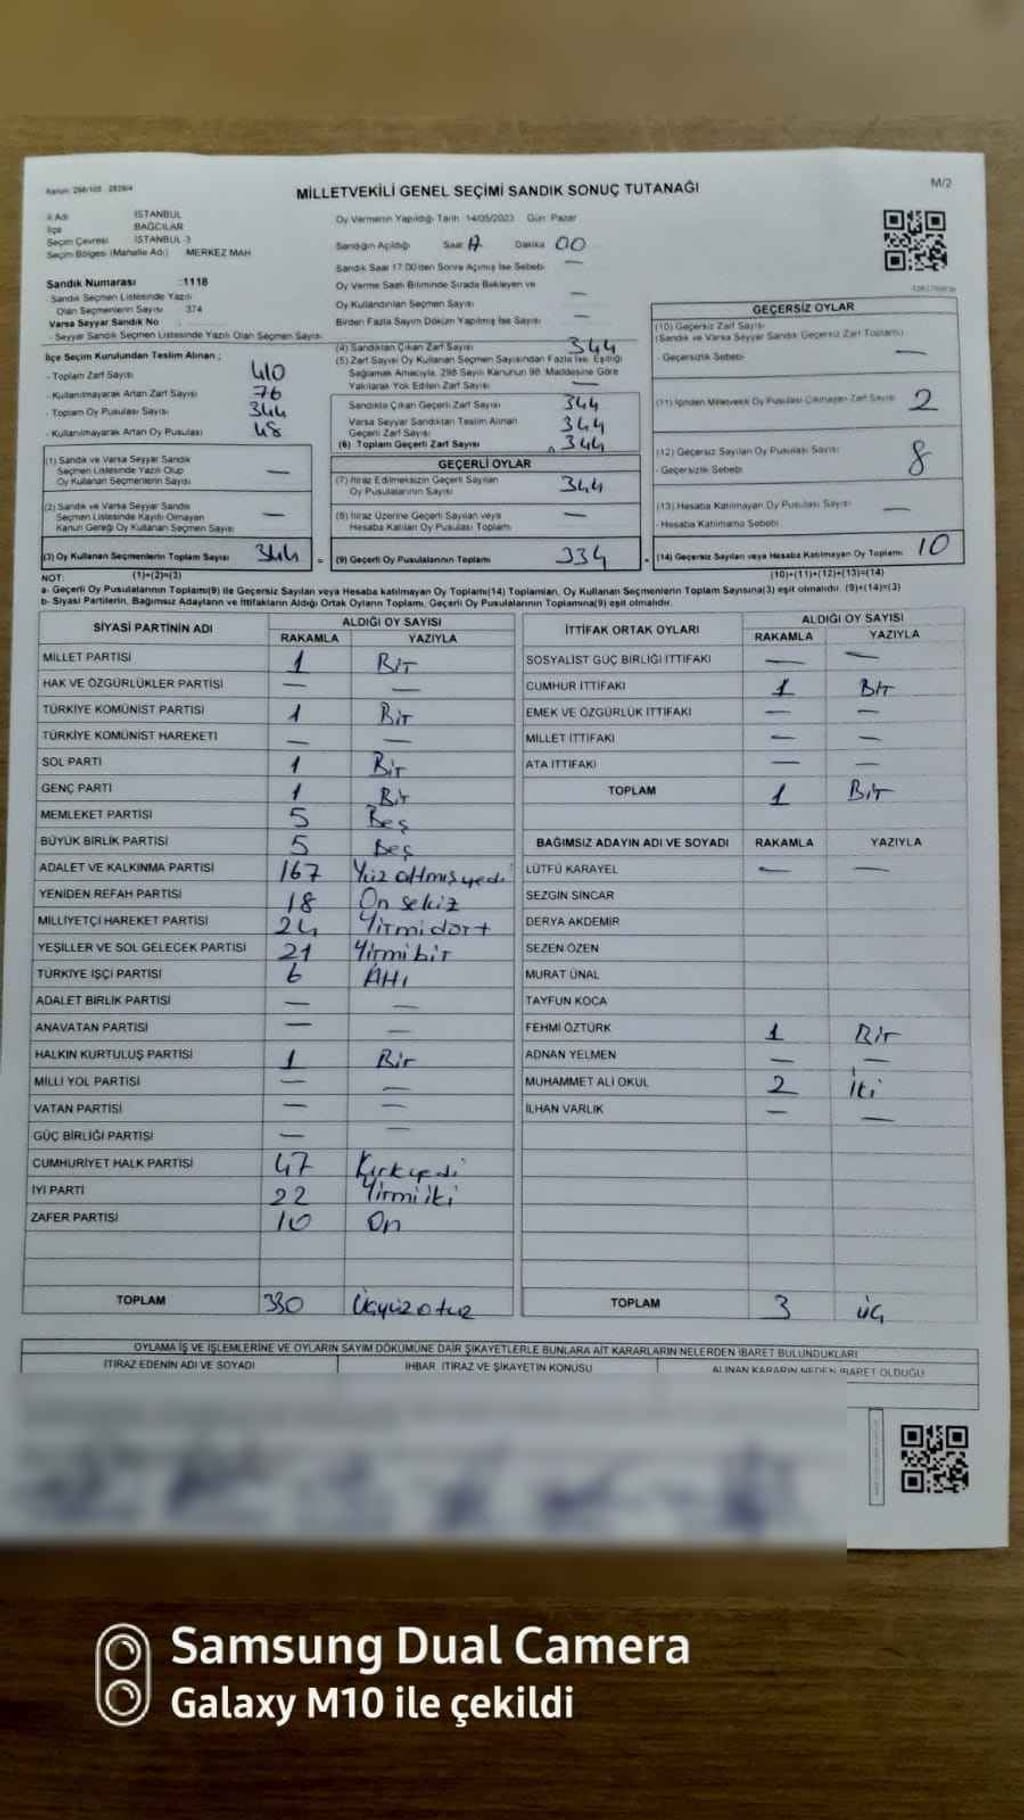 MİLLETVEKİLİ GENEL SEÇİMİ SANDIK SONUÇ TUTANAĞI
M/2
İl Adı İSTANBUL
İlçe BAĞCILAR
Seçim Çevresi İSTANBUL-3
Seçim Bölgesi (Mahalle Adı) MERKEZ MAH
Oy Vermenin Yapıldığı Tarih 14/05/2023 Gün Pazar
Sandığın Açıldığı Saat 17 Dakika 00
Sandık Saat 17:00'den Sonra Açılmış İse Sebebi —
Oy Verme Saati Bitiminde Sırada Bekleyen ve
Oy Kullandırılan Seçmen Sayısı —
Birden Fazla Sayım Döküm Yapılmış İse Sayısı —
Sandık Numarası :1118
- Sandık Seçmen Listesinde Yazılı
Olan Seçmenlerin Sayısı 374
Varsa Seyyar Sandık No
- Seyyar Sandık Seçmen Listesinde Yazılı Olan Seçmen Sayısı
İlçe Seçim Kurulundan Teslim Alınan ;
- Toplam Zarf Sayısı 410
- Kullanılmayarak Artan Zarf Sayısı 76
- Toplam Oy Pusulası Sayısı 344
- Kullanılmayarak Artan Oy Pusulası 48
(1) Sandık ve Varsa Seyyar Sandık
Seçmen Listesinde Yazılı Olup
Oy Kullanan Seçmenlerin Sayısı —
(2) Sandık ve Varsa Seyyar Sandık
Seçmen Listesinde Kayıtlı Olmayan
Kanun Gereği Oy Kullanan Seçmen Sayısı —
(3) Oy Kullanan Seçmenlerin Toplam Sayısı 344
(1)+(2)=(3)
(4) Sandıktan Çıkan Zarf Sayısı 344
(5) Zarf Sayısı Oy Kullanan Seçmen Sayısından Fazla İse, Eşitliği
Sağlamak Amacıyla, 298 Sayılı Kanunun 98. Maddesine Göre
Yakılarak Yok Edilen Zarf Sayısı —
Sandıkta Çıkan Geçerli Zarf Sayısı 344
Varsa Seyyar Sandıktan Teslim Alınan
Geçerli Zarf Sayısı 344
(6) Toplam Geçerli Zarf Sayısı 344
GEÇERLİ OYLAR
(7) İtiraz Edilmeksizin Geçerli Sayılan
Oy Pusulalarının Sayısı 344
(8) İtiraz Üzerine Geçerli Sayılan veya
Hesaba Katılan Oy Pusulası Toplamı —
= (9) Geçerli Oy Pusulalarının Toplamı 334
GEÇERSİZ OYLAR
(10) Geçersiz Zarf Sayısı
(Sandık ve Varsa Seyyar Sandık Geçersiz Zarf Toplamı)
- Geçersizlik Sebebi —
(11) İçinden Milletvekili Oy Pusulası Çıkmayan Zarf Sayısı 2
(12) Geçersiz Sayılan Oy Pusulası Sayısı 8
- Geçersizlik Sebebi
(13) Hesaba Katılmayan Oy Pusulası Sayısı —
- Hesaba Katılmama Sebebi
+ (14) Geçersiz Sayılan veya Hesaba Katılmayan Oy Toplamı 10
(10)+(11)+(12)+(13)=(14)
NOT:
a- Geçerli Oy Pusulalarının Toplamı(9) ile Geçersiz Sayılan veya Hesaba katılmayan Oy Toplamı(14) Toplamları, Oy Kullanan Seçmenlerin Toplam Sayısına(3) eşit olmalıdır. (9)+(14)=(3)
b- Siyasi Partilerin, Bağımsız Adayların ve İttifakların Aldığı Ortak Oyların Toplamı, Geçerli Oy Pusulalarının Toplamına(9) eşit olmalıdır.
SİYASİ PARTİNİN ADI ALDIĞI OY SAYISI
RAKAMLA YAZIYLA
MİLLET PARTİSİ 1 Bir
HAK VE ÖZGÜRLÜKLER PARTİSİ — —
TÜRKİYE KOMÜNİST PARTİSİ 1 Bir
TÜRKİYE KOMÜNİST HAREKETİ — —
SOL PARTİ 1 Bir
GENÇ PARTİ 1 Bir
MEMLEKET PARTİSİ 5 Beş
BÜYÜK BİRLİK PARTİSİ 5 Beş
ADALET VE KALKINMA PARTİSİ 167 Yüz altmış yedi
YENİDEN REFAH PARTİSİ 18 On sekiz
MİLLİYETÇİ HAREKET PARTİSİ 24 Yirmi dört
YEŞİLLER VE SOL GELECEK PARTİSİ 21 Yirmi bir
TÜRKİYE İŞÇİ PARTİSİ 6 Altı
ADALET BİRLİK PARTİSİ — —
ANAVATAN PARTİSİ — —
HALKIN KURTULUŞ PARTİSİ 1 Bir
MİLLİ YOL PARTİSİ — —
VATAN PARTİSİ — —
GÜÇ BİRLİĞİ PARTİSİ — —
CUMHURİYET HALK PARTİSİ 47 Kırk yedi
İYİ PARTİ 22 Yirmi iki
ZAFER PARTİSİ 10 On
TOPLAM 330 Üçyüz otuz
İTTİFAK ORTAK OYLARI ALDIĞI OY SAYISI
RAKAMLA YAZIYLA
SOSYALİST GÜÇ BİRLİĞİ İTTİFAKI — —
CUMHUR İTTİFAKI 1 Bir
EMEK VE ÖZGÜRLÜK İTTİFAKI — —
MİLLET İTTİFAKI — —
ATA İTTİFAKI — —
TOPLAM 1 Bir
BAĞIMSIZ ADAYIN ADI VE SOYADI RAKAMLA YAZIYLA
LÜTFÜ KARAYEL — —
SEZGİN SİNCAR
DERYA AKDEMİR
SEZEN ÖZEN
MURAT ÜNAL
TAYFUN KOCA
FEHMİ ÖZTÜRK 1 Bir
ADNAN YELMEN — —
MUHAMMET ALİ OKUL 2 İki
İLHAN VARLIK — —
TOPLAM 3 üç
OYLAMA İŞ VE İŞLEMLERİNE VE OYLARIN SAYIM DÖKÜMÜNE DAİR ŞİKAYETLERLE BUNLARA AİT KARARLARIN NELERDEN İBARET BULUNDUKLARI
İTİRAZ EDENİN ADI VE SOYADI İHBAR İTİRAZ VE ŞİKAYETİN KONUSU ALINAN KARARIN NEDEN İBARET OLDUĞU
Samsung Dual Camera
Galaxy M10 ile çekildi